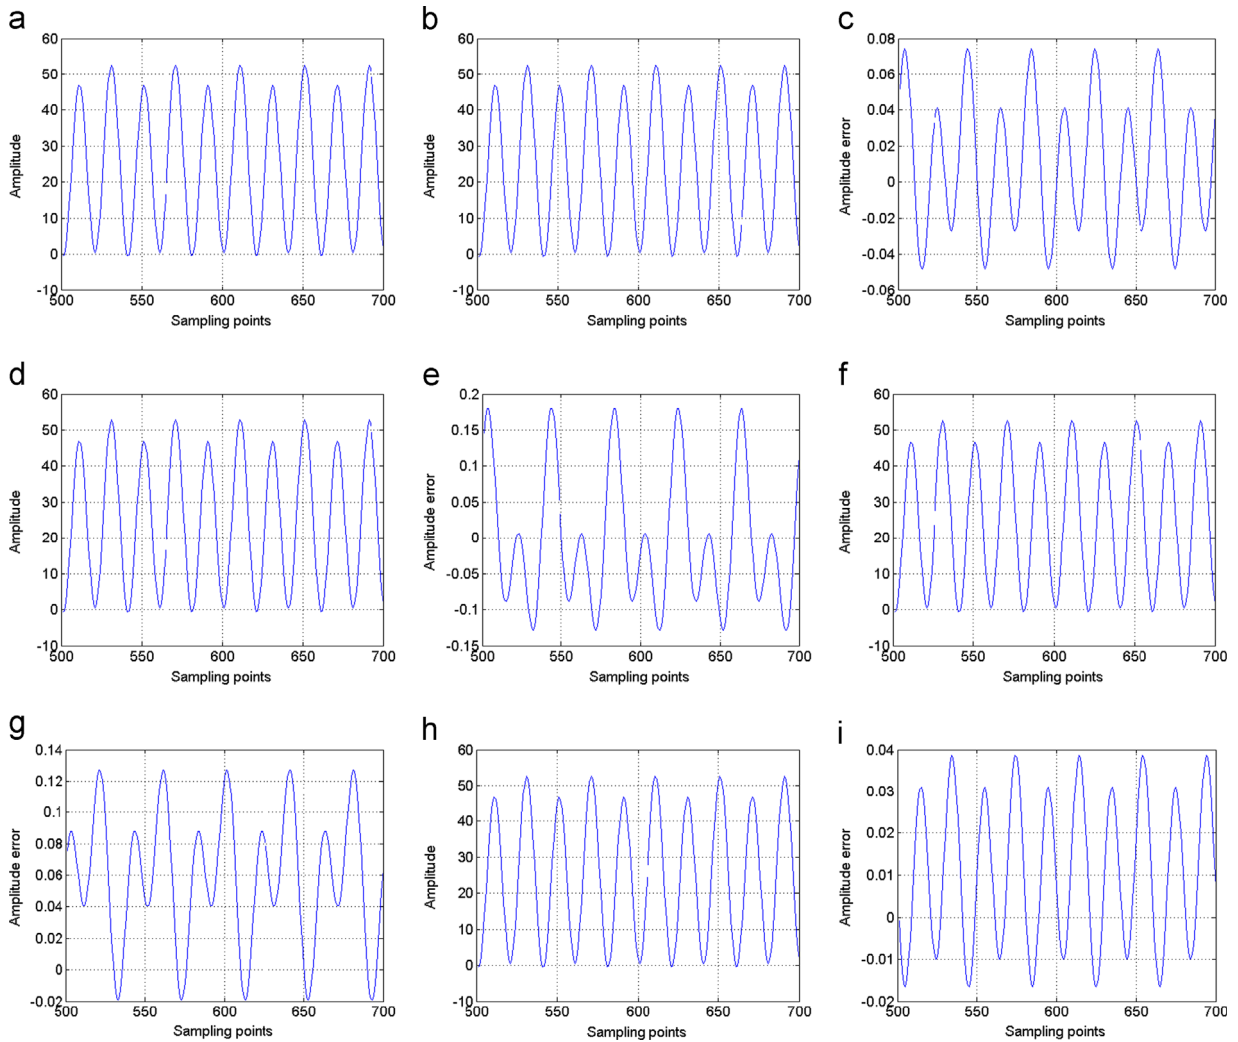 a
60
50
40
30
20
10
0
-10
Amplitude
500 550 600 650 700
Sampling points
b
60
50
40
30
20
10
0
-10
Amplitude
500 550 600 650 700
Sampling points
c
0.08
0.06
0.04
0.02
0
-0.02
-0.04
-0.06
Amplitude error
500 550 600 650 700
Sampling points
d
60
50
40
30
20
10
0
-10
Amplitude
500 550 600 650 700
Sampling points
e
0.2
0.15
0.1
0.05
0
-0.05
-0.1
-0.15
Amplitude error
500 550 600 650 700
Sampling points
f
60
50
40
30
20
10
0
-10
Amplitude
500 550 600 650 700
Sampling points
g
0.14
0.12
0.1
0.08
0.06
0.04
0.02
0
-0.02
Amplitude error
500 550 600 650 700
Sampling points
h
60
50
40
30
20
10
0
-10
Amplitude
500 550 600 650 700
Sampling points
i
0.04
0.03
0.02
0.01
0
-0.01
-0.02
Amplitude error
500 550 600 650 700
Sampling points